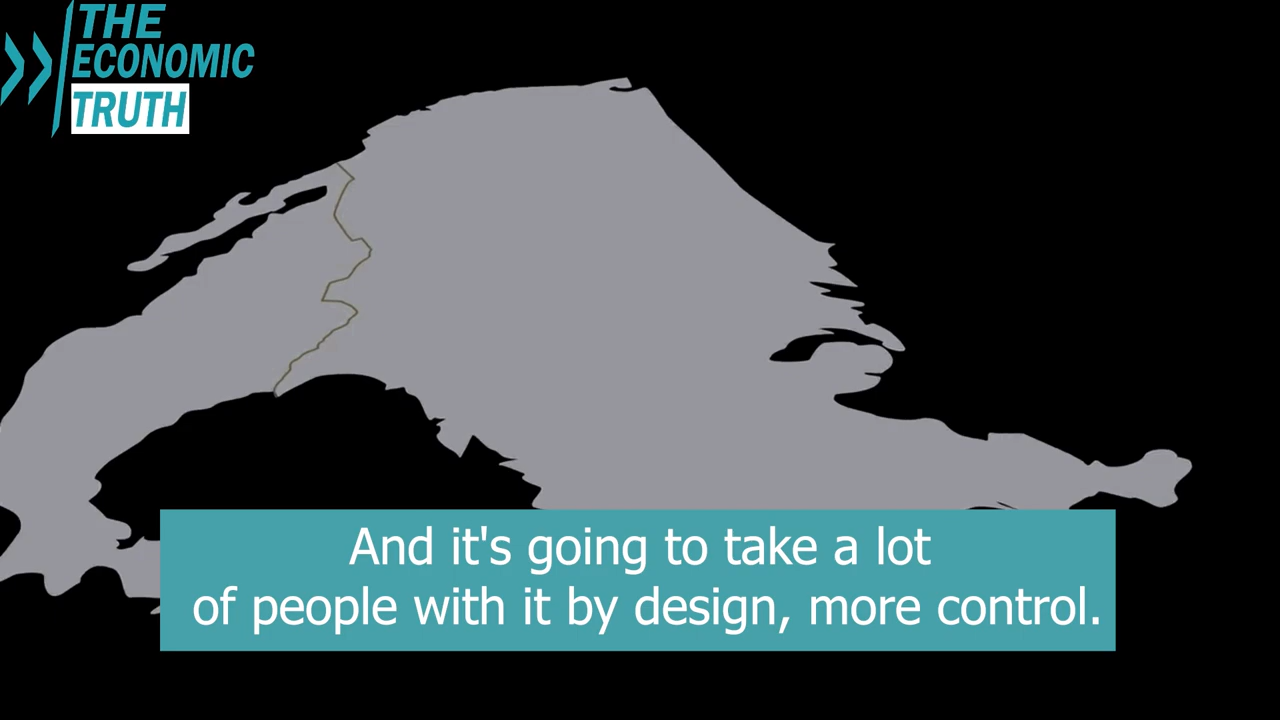 THE
ECONOMIC
TRUTH
And it's going to take a lot
of people with it by design, more control.